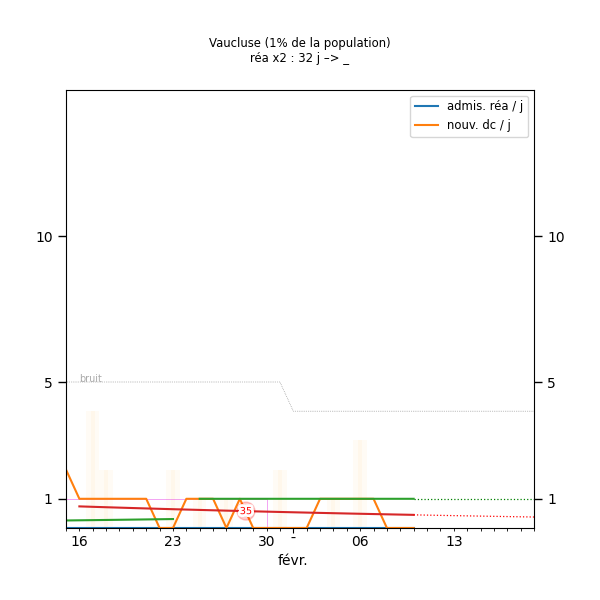 Vaucluse (1% de la population)
réa x2 : 32 j –> _
admis. réa / j
nouv. dc / j
10 10
bruit
5 5
1 1
-35
16 23 30 - 06 13
févr.